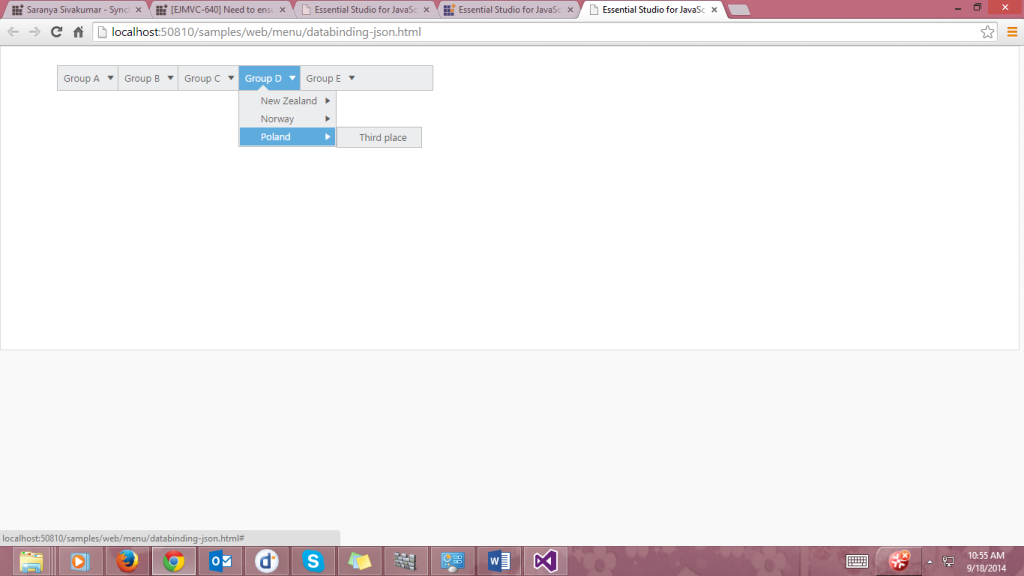 Saranya Sivakumar - Sync
[EJMVC-640] Need to ens
Essential Studio for JavaSc
Essential Studio for JavaSc
Essential Studio for JavaSc
localhost:50810/samples/web/menu/databinding-json.html
Group A
Group B
Group C
Group D
Group E
New Zealand
Norway
Poland
Third place
localhost:50810/samples/web/menu/databinding-json.html#
10:55 AM
9/18/2014